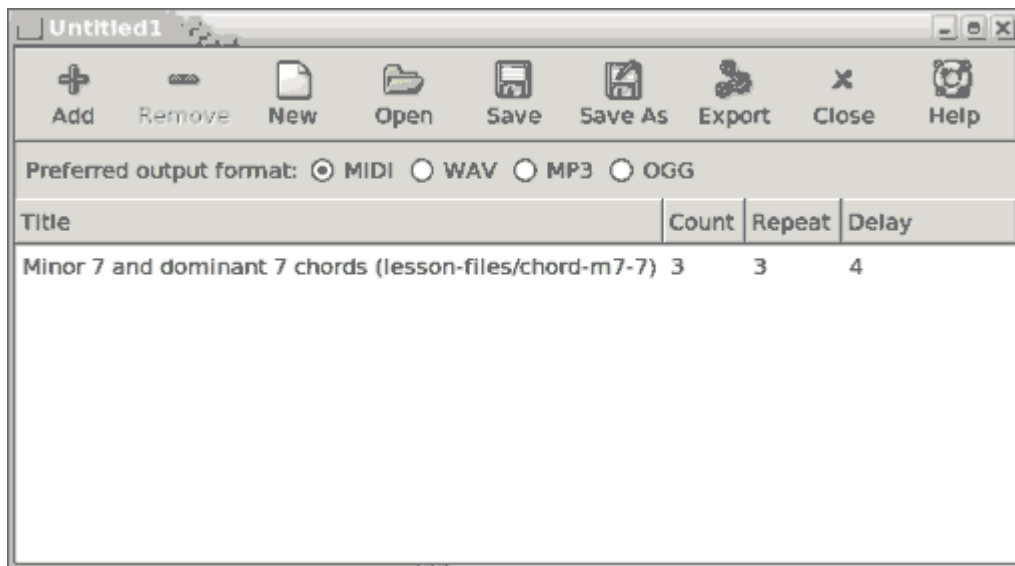 Untitled1
Add Remove New Open Save Save As Export Close Help
Preferred output format: MIDI WAV MP3 OGG
Title Count Repeat Delay
Minor 7 and dominant 7 chords (lesson-files/chord-m7-7) 3 3 4